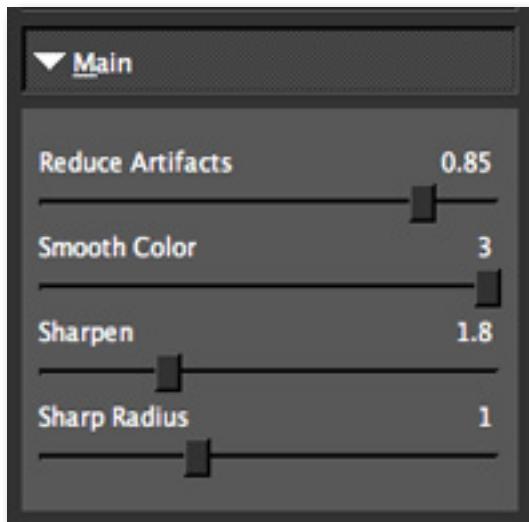 Main
Reduce Artifacts 0.85
Smooth Color 3
Sharpen 1.8
Sharp Radius 1